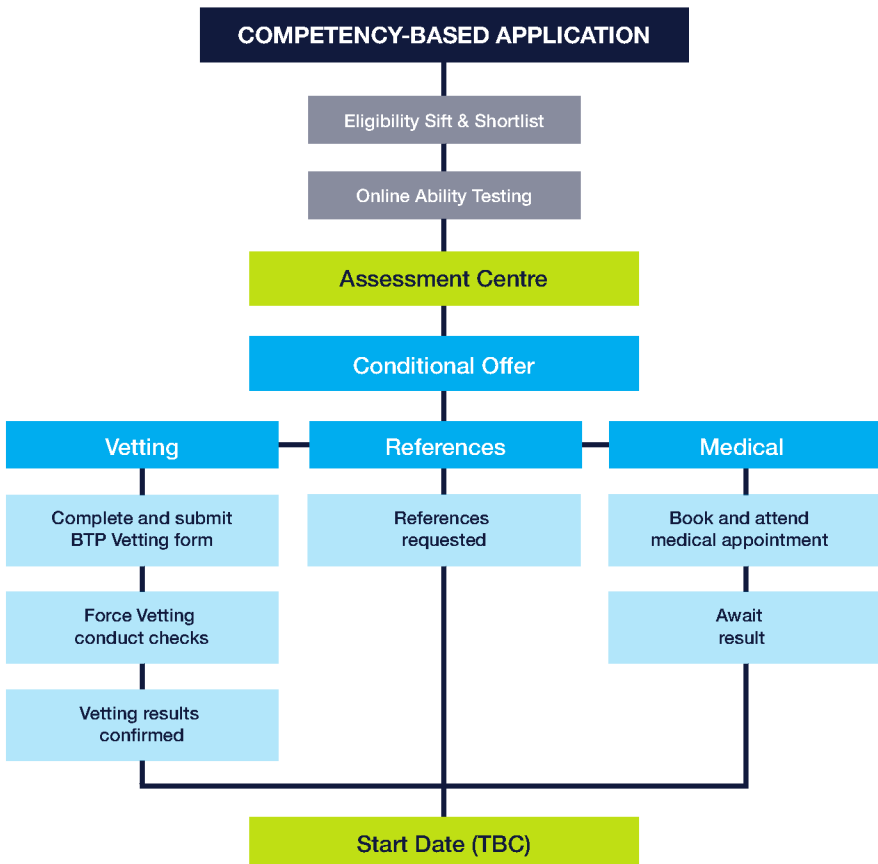 COMPETENCY-BASED APPLICATION
Eligibility Sift & Shortlist
Online Ability Testing
Assessment Centre
Conditional Offer
Vetting
References
Medical
Complete and submit
BTP Vetting form
References
requested
Book and attend
medical appointment
Force Vetting
conduct checks
Await
result
Vetting results
confirmed
Start Date (TBC)